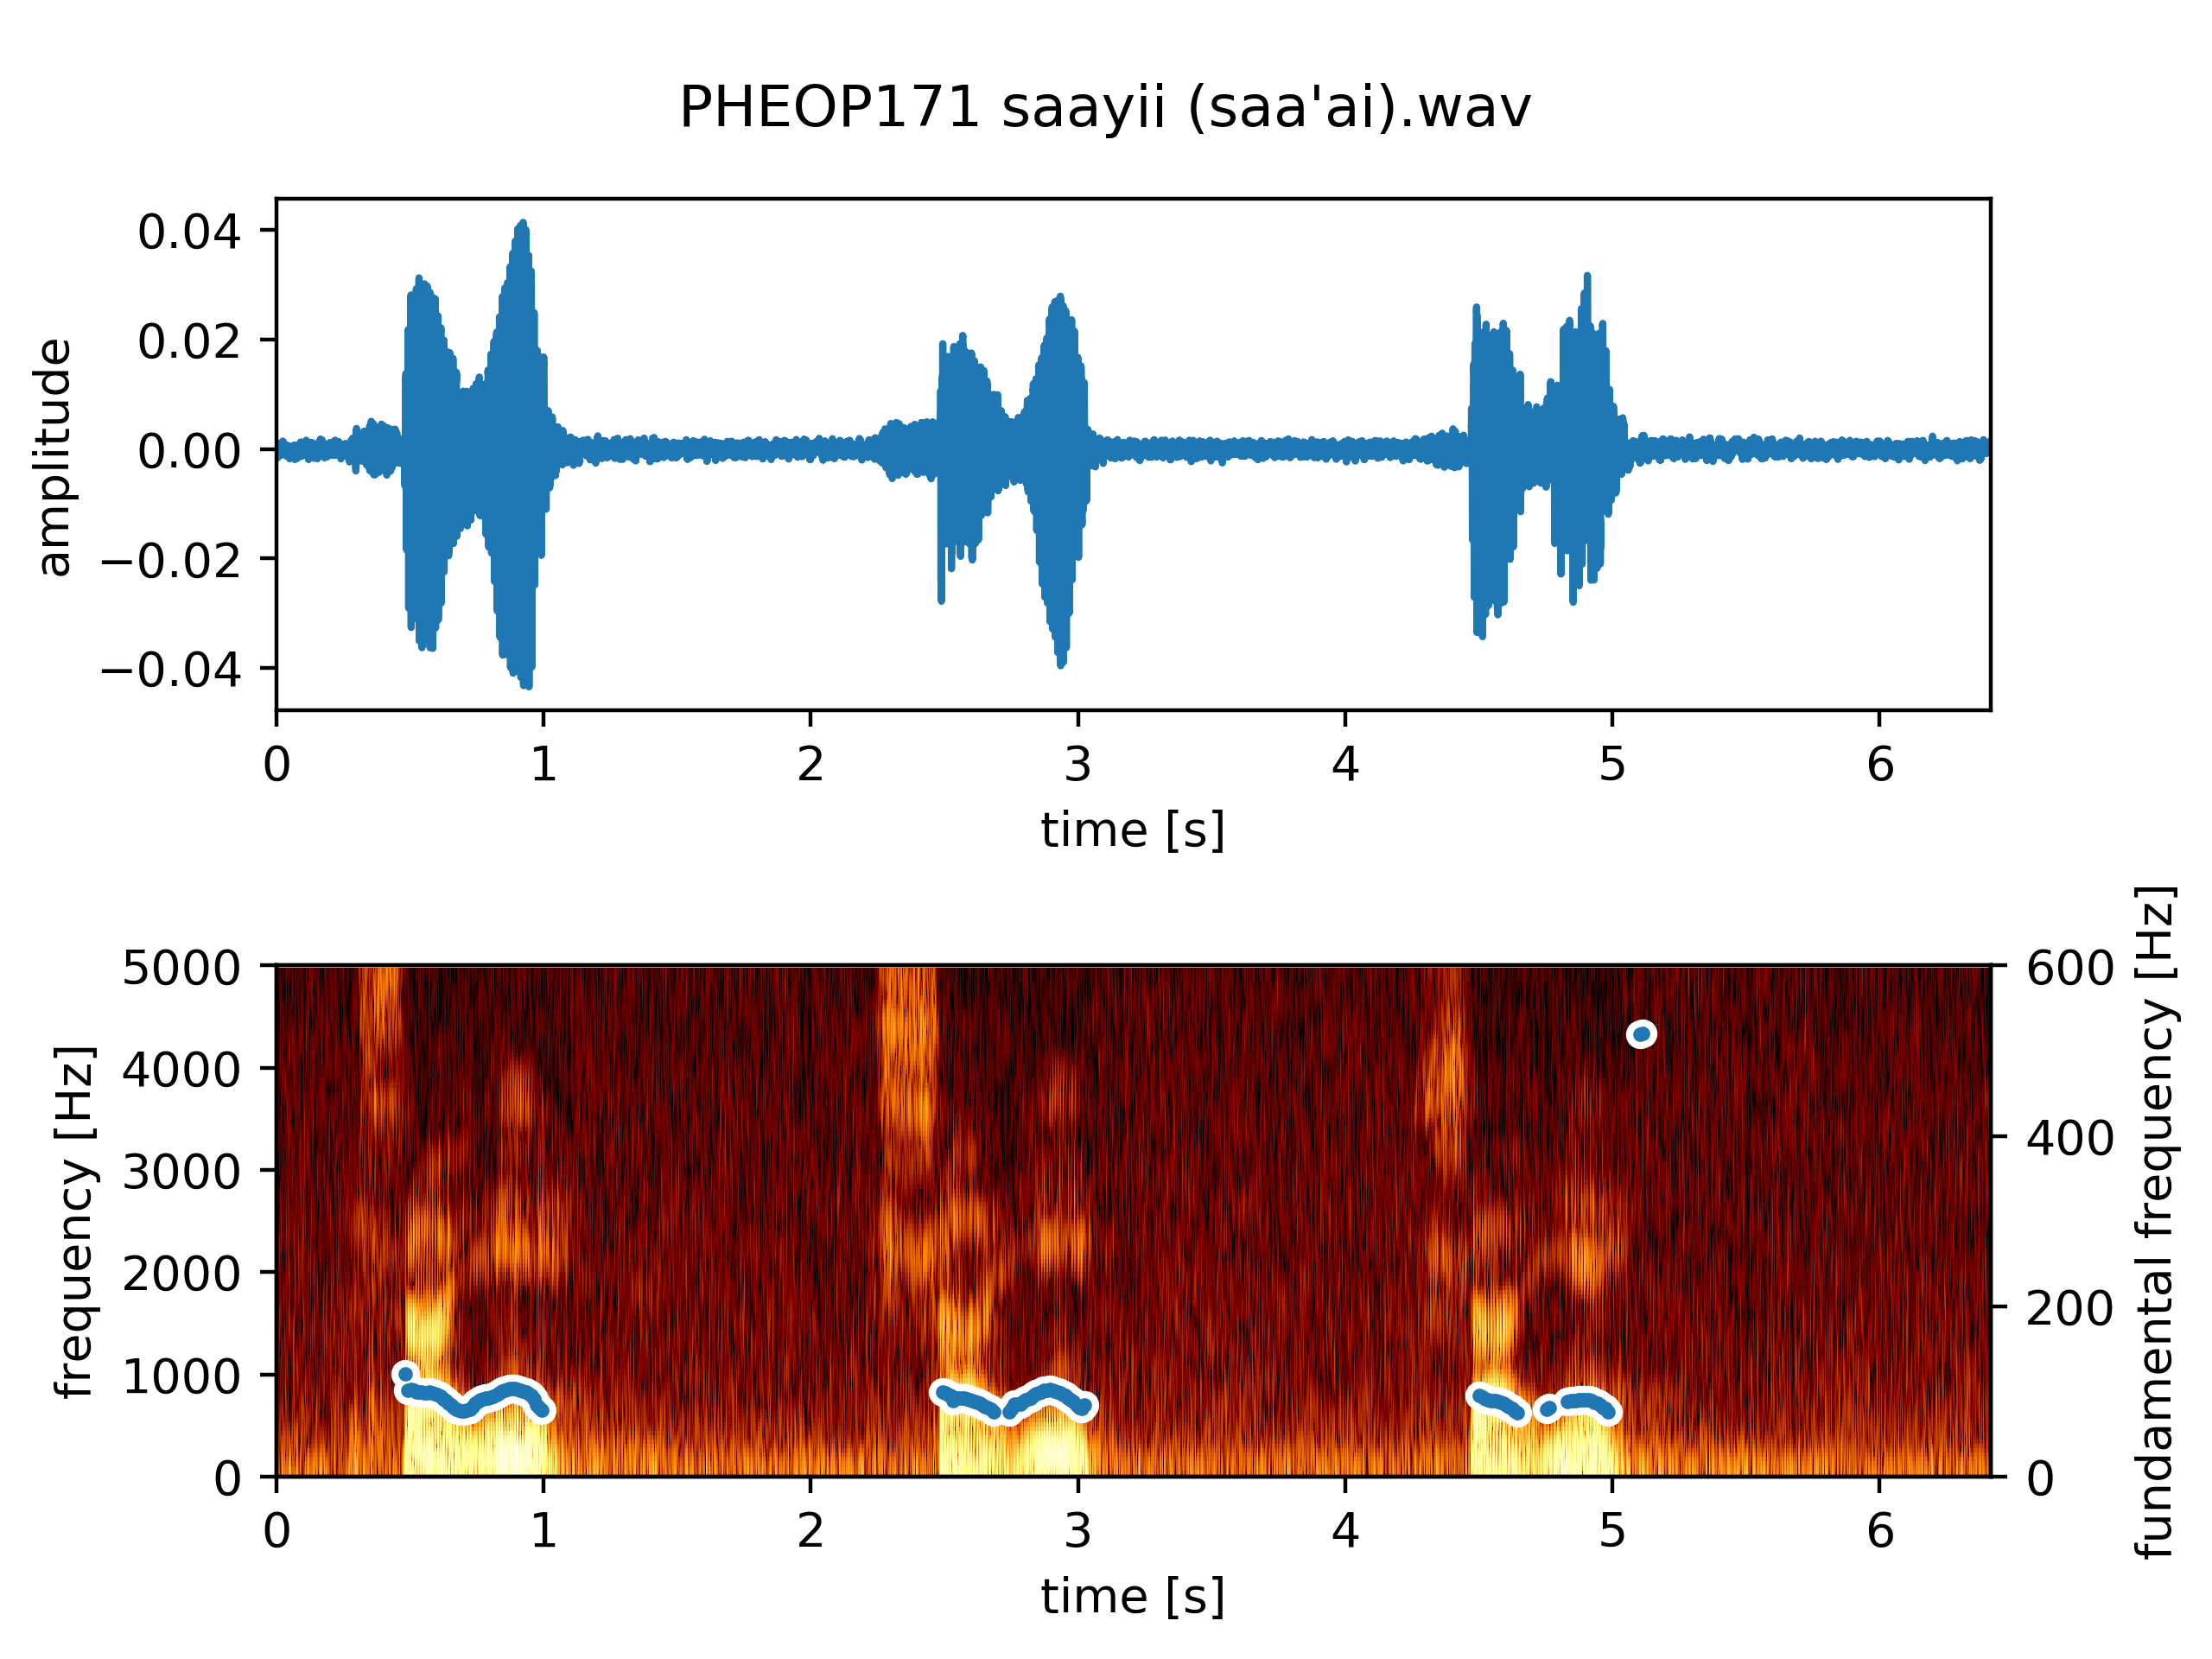 PHEOP171 saayii (saa'ai).wav
0.04
0.02
0.00
−0.02
−0.04
amplitude
0 1 2 3 4 5 6
time [s]
5000
4000
3000
2000
1000
0
frequency [Hz]
600
400
200
0
fundamental frequency [Hz]
0 1 2 3 4 5 6
time [s]